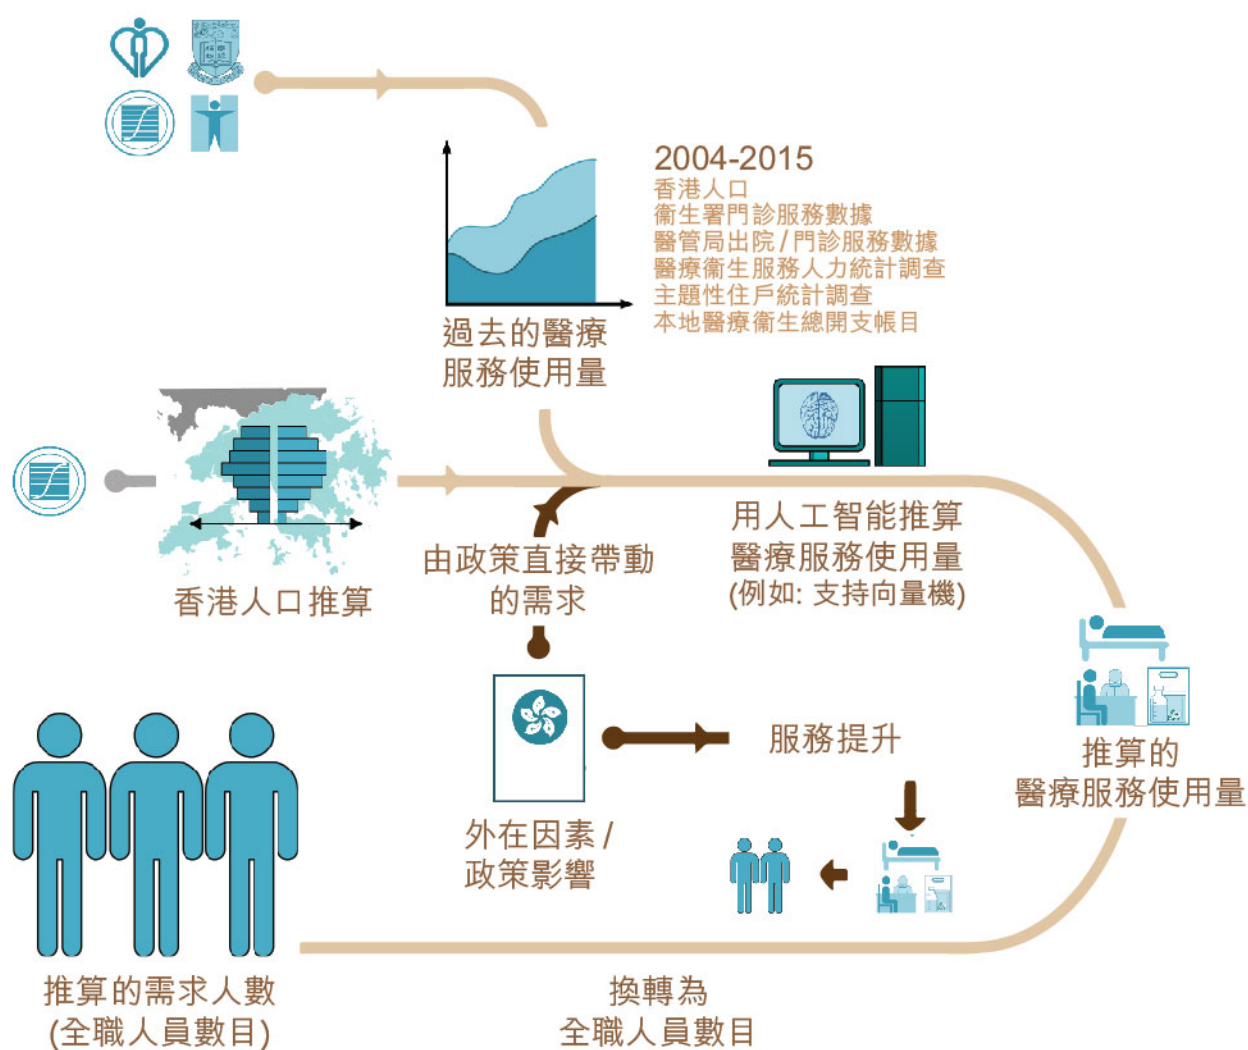 2004-2015
香港人口
衞生署門診服務數據
醫管局出院/門診服務數據
醫療衞生服務人力統計調查
主題性住戶統計調查
本地醫療衞生總開支帳目
過去的醫療
服務使用量
香港人口推算
由政策直接帶動
的需求
用人工智能推算
醫療服務使用量
(例如: 支持向量機)
外在因素/
政策影響
服務提升
推算的
醫療服務使用量
推算的需求人數
(全職人員數目)
換轉為
全職人員數目